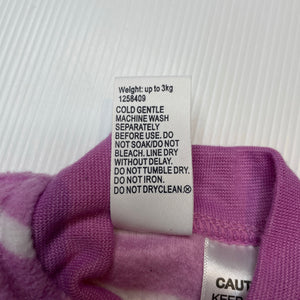 Weight: up to 3kg
1258409
COLD GENTLE
MACHINE WASH
SEPARATELY
BEFORE USE. DO
NOT SOAK/DO NOT
BLEACH. LINE DRY
WITHOUT DELAY.
DO NOT TUMBLE DRY.
DO NOT IRON.
DO NOT DRYCLEAN.®
CAUT
KEEP